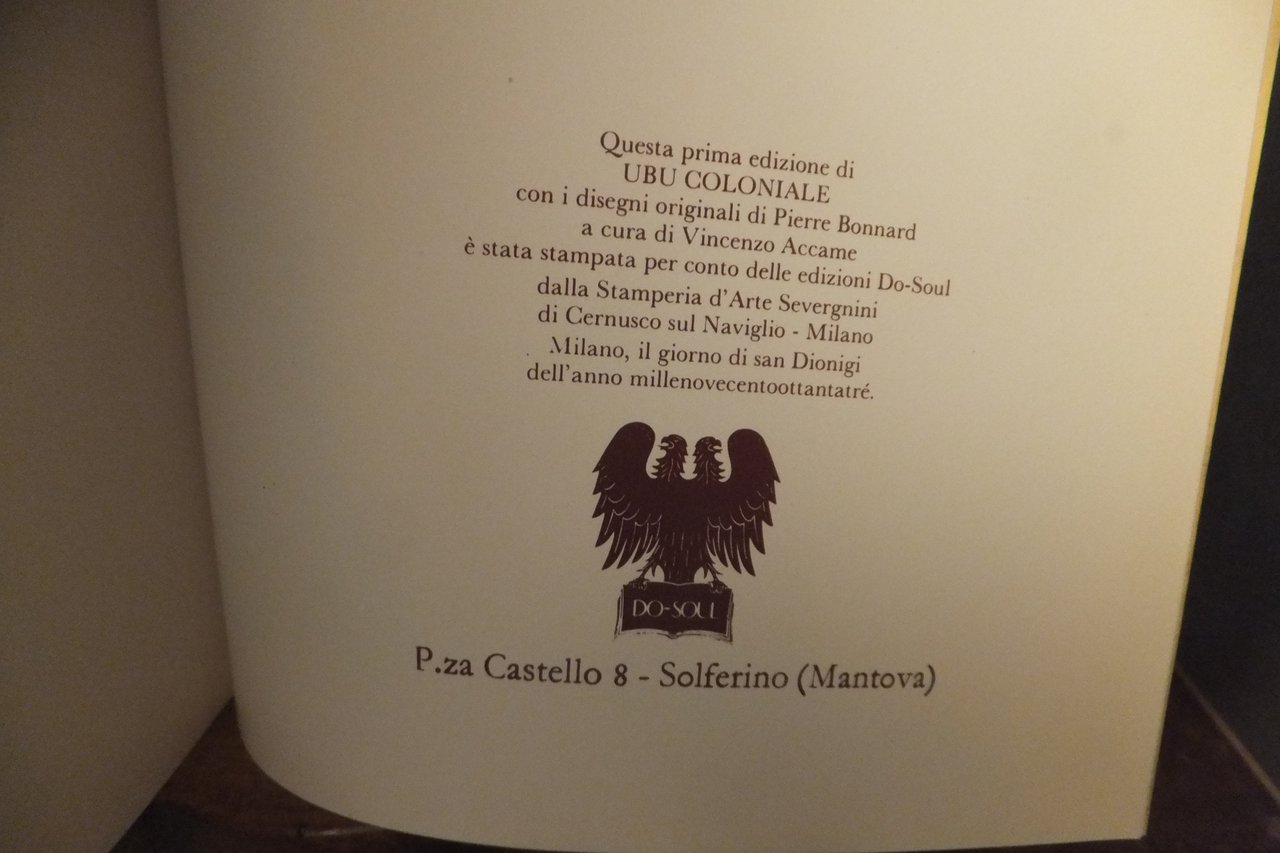 Questa prima edizione di
UBU COLONIALE
con i disegni originali di Pierre Bonnard
a cura di Vincenzo Accame
è stata stampata per conto delle edizioni Do-Soul
dalla Stamperia d'Arte Severgnini
di Cernusco sul Naviglio - Milano
Milano, il giorno di san Dionigi
dell'anno millenovecentoottantatré.
DO-SOUL
P.za Castello 8 - Solferino (Mantova)